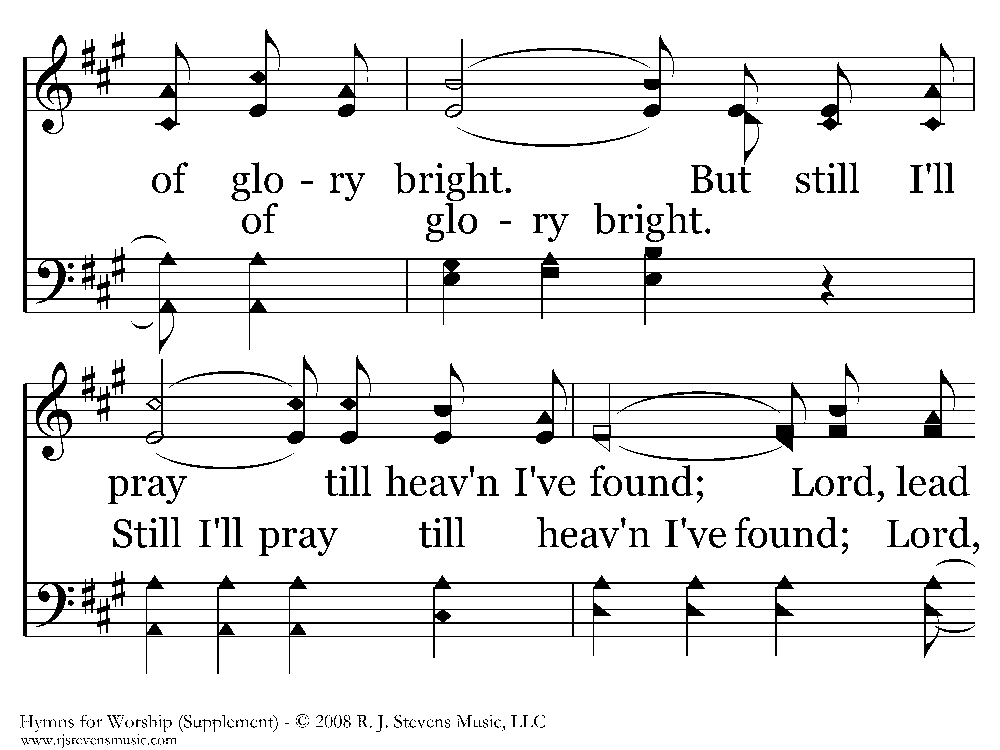 of glo - ry bright. But still I'll
of glo - ry bright.
pray till heav'n I've found; Lord, lead
Still I'll pray till heav'n I've found; Lord,
Hymns for Worship (Supplement) - © 2008 R. J. Stevens Music, LLC
www.rjstevensmusic.com